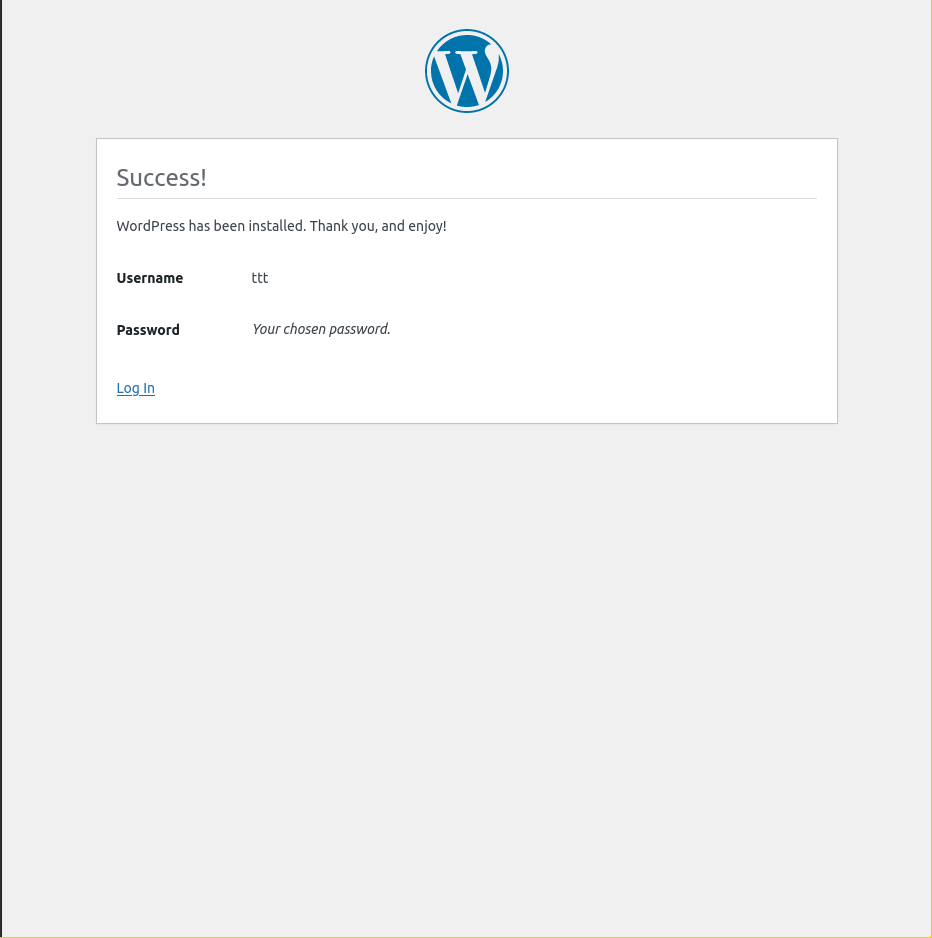 Success!
WordPress has been installed. Thank you, and enjoy!
Username ttt
Password Your chosen password.
Log In